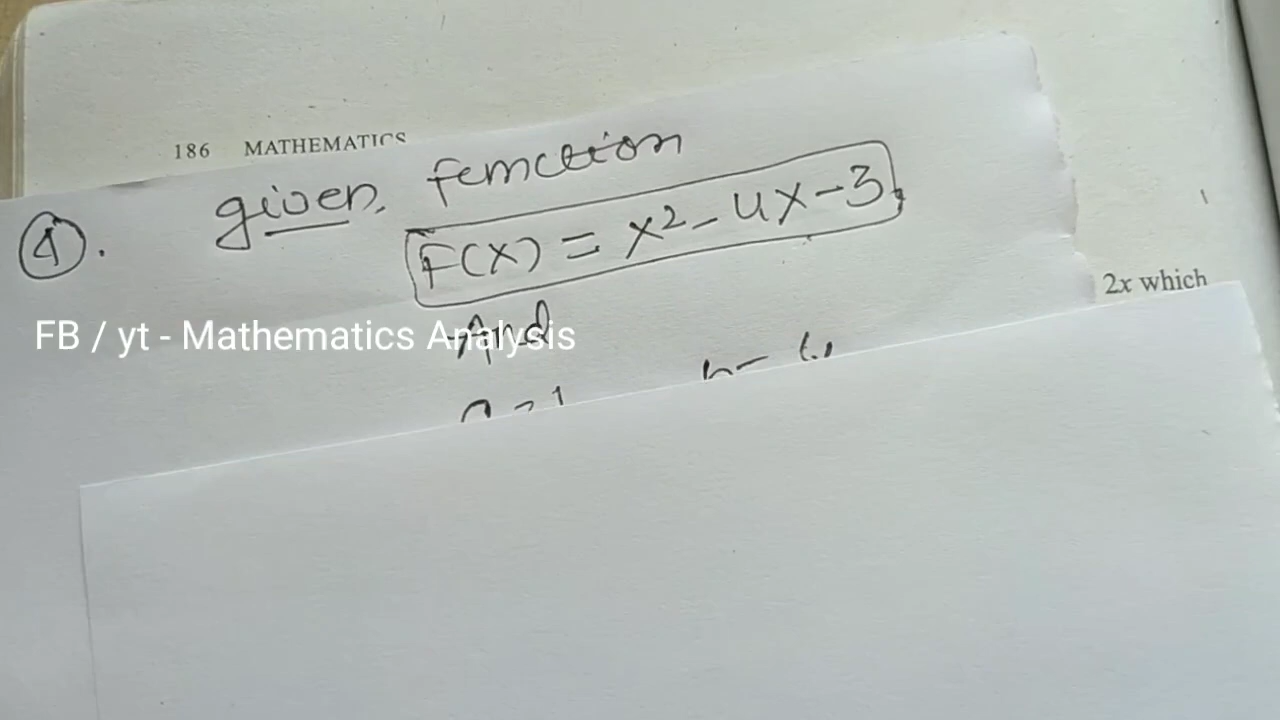 186 MATHEMATICS
④. given, function
F(X) = X² - 4X - 3,
2x which
FB / yt - Mathematics Analysis
And